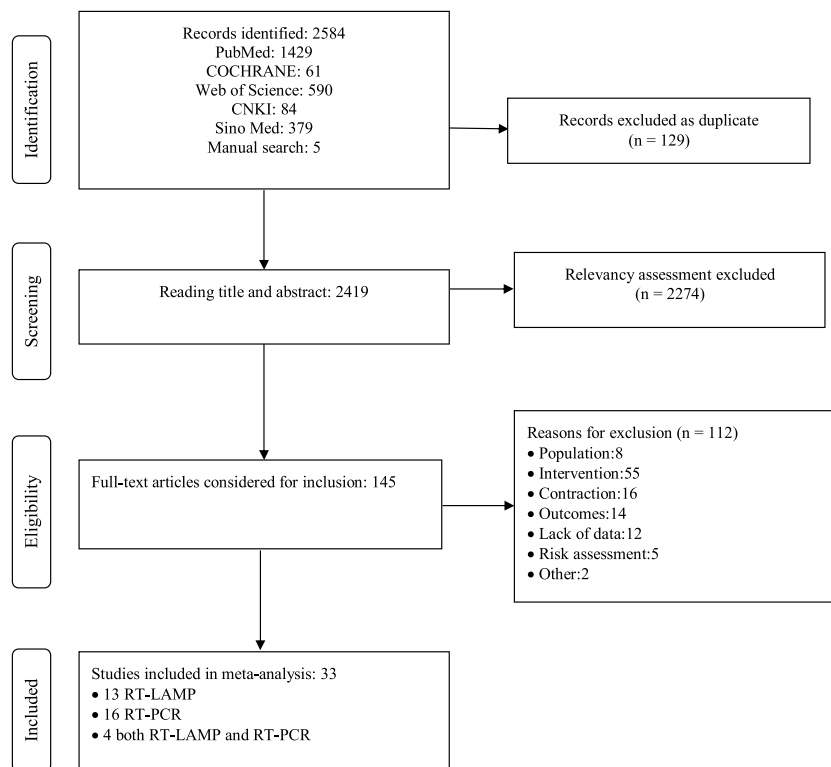 Identification
Records identified: 2584
PubMed: 1429
COCHRANE: 61
Web of Science: 590
CNKI: 84
Sino Med: 379
Manual search: 5
Records excluded as duplicate
(n = 129)
Screening
Reading title and abstract: 2419
Relevancy assessment excluded
(n = 2274)
Eligibility
Full-text articles considered for inclusion: 145
Reasons for exclusion (n = 112)
● Population:8
● Intervention:55
● Contraction:16
● Outcomes:14
● Lack of data:12
● Risk assessment:5
● Other:2
Included
Studies included in meta-analysis: 33
● 13 RT-LAMP
● 16 RT-PCR
● 4 both RT-LAMP and RT-PCR